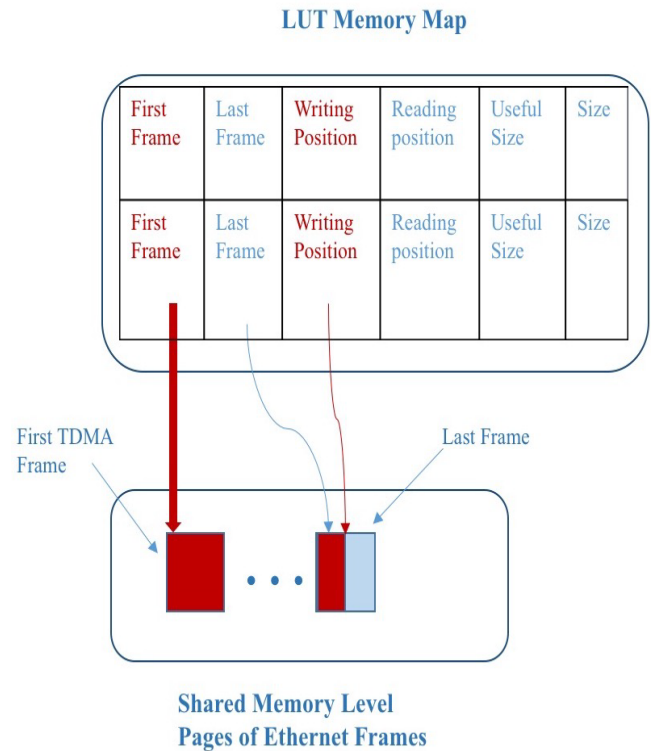 LUT Memory Map
First Frame
Last Frame
Writing Position
Reading position
Useful Size
Size
First Frame
Last Frame
Writing Position
Reading position
Useful Size
Size
First TDMA
Frame
Last Frame
Shared Memory Level
Pages of Ethernet Frames